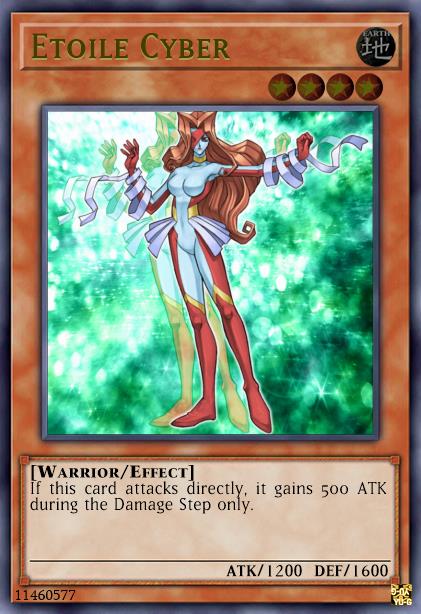 Etoile Cyber
EARTH
地
[Warrior/Effect]
If this card attacks directly, it gains 500 ATK
during the Damage Step only.
ATK/1200 DEF/1600
11460577